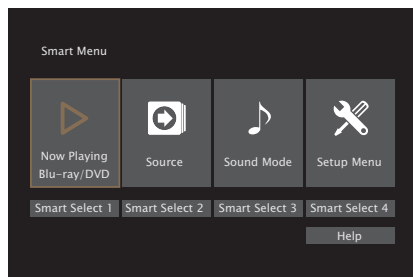 Smart Menu
Now Playing
Blu-ray/DVD
Source
Sound Mode
Setup Menu
Smart Select 1
Smart Select 2
Smart Select 3
Smart Select 4
Help